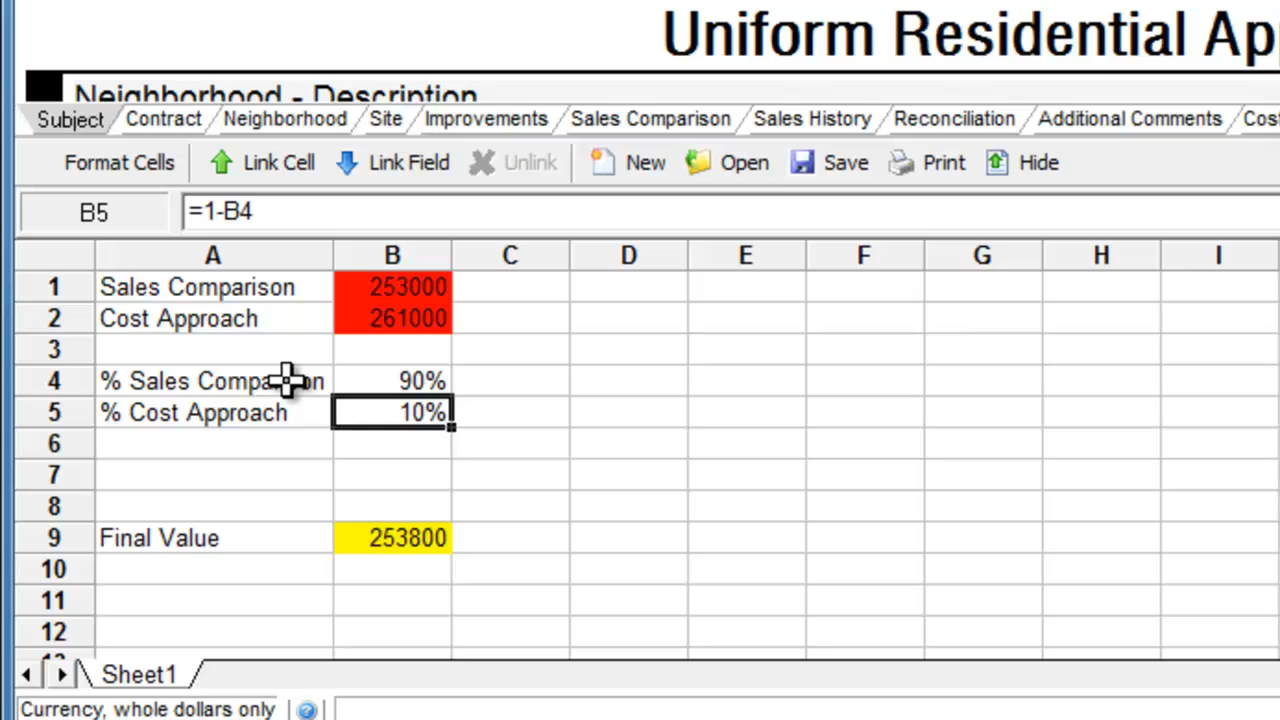 Uniform Residential Ap
Neighborhood - Description
Subject Contract Neighborhood Site Improvements Sales Comparison Sales History Reconciliation Additional Comments Cost
Format Cells Link Cell Link Field Unlink New Open Save Print Hide
B5 =1-B4
A B C D E F G H I
1 Sales Comparison 253000
2 Cost Approach 261000
3
4 % Sales Comparison 90%
5 % Cost Approach 10%
6
7
8
9 Final Value 253800
10
11
12
Sheet1
Currency, whole dollars only